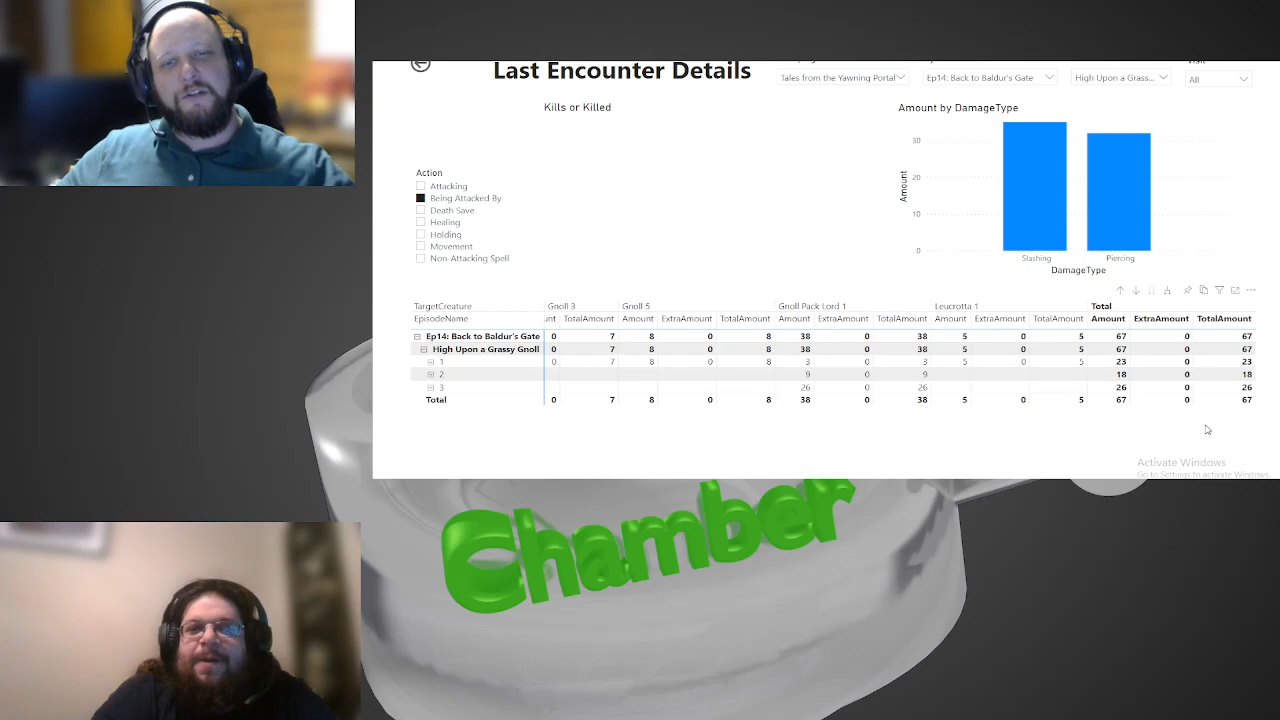 Last Encounter Details
Tales from the Yawning Portal
Ep14: Back to Baldur's Gate
High Upon a Grass...
All
Kills or Killed
Amount by DamageType
Action
Attacking
Being Attacked By
Death Save
Healing
Holding
Movement
Non-Attacking Spell
Amount
30
20
10
0
Slashing Piercing
DamageType
TargetCreature Gnoll 3 Gnoll 5 Gnoll Pack Lord 1 Leucrotta 1 Total
EpisodeName unt TotalAmount Amount ExtraAmount TotalAmount Amount ExtraAmount TotalAmount Amount ExtraAmount TotalAmount Amount ExtraAmount TotalAmount
Ep14: Back to Baldur's Gate 0 7 8 0 8 38 0 38 5 0 5 67 0 67
High Upon a Grassy Gnoll 0 7 8 0 8 38 0 38 5 0 5 67 0 67
1 0 7 8 0 8 3 0 3 5 0 5 23 0 23
2 9 0 9 18 0 18
3 26 0 26 26 0 26
Total 0 7 8 0 8 38 0 38 5 0 5 67 0 67
Activate Windows
Go to Settings to activate Windows.
Chamber